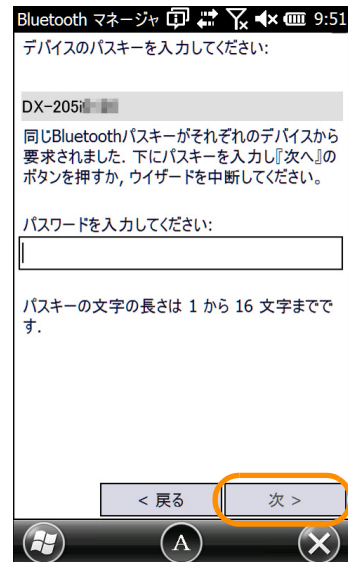 Bluetooth マネージャ 9:51
デバイスのパスキーを入力してください:
DX-205i
同じBluetoothパスキーがそれぞれのデバイスから
要求されました. 下にパスキーを入力し『次へ』の
ボタンを押すか, ウイザードを中断してください。
パスワードを入力してください:
パスキーの文字の長さは 1 から 16 文字までで
す.
< 戻る 次 >
A